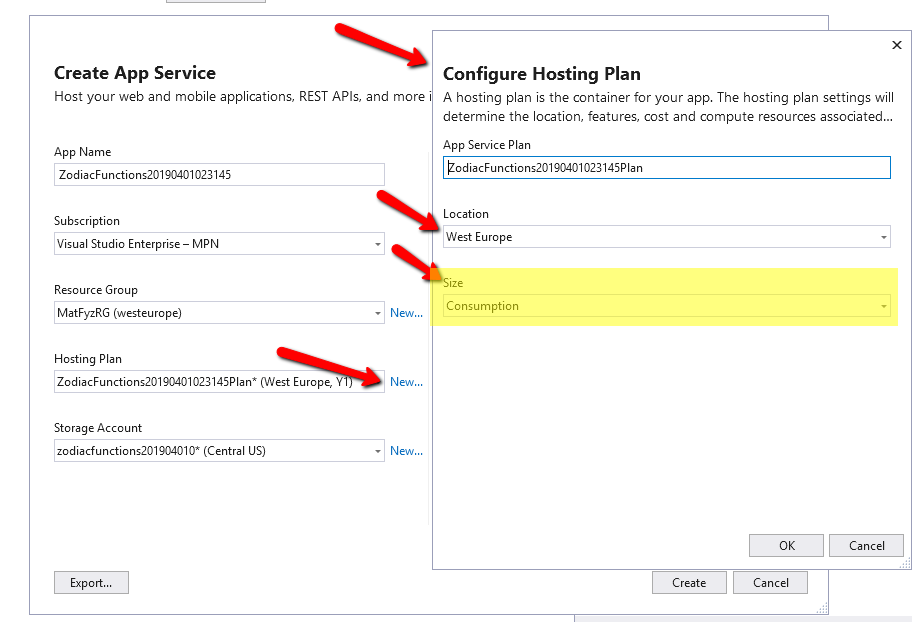 Create App Service
Host your web and mobile applications, REST APIs, and more i
App Name
ZodiacFunctions20190401023145
Subscription
Visual Studio Enterprise – MPN
Resource Group
MatFyzRG (westeurope)
New...
Hosting Plan
ZodiacFunctions20190401023145Plan* (West Europe, Y1)
New...
Storage Account
zodiacfunctions201904010* (Central US)
New...
Export...
Create
Cancel
Configure Hosting Plan
A hosting plan is the container for your app. The hosting plan settings will
determine the location, features, cost and compute resources associated...
App Service Plan
ZodiacFunctions20190401023145Plan
Location
West Europe
Size
Consumption
OK
Cancel